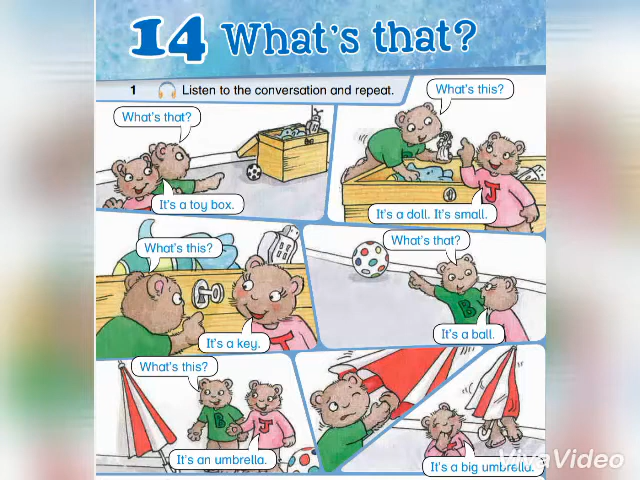 14 What's that?
1 Listen to the conversation and repeat.
What's that?
It's a toy box.
What's this?
B
J
It's a doll. It's small.
What's this?
J
It's a key.
What's that?
B
It's a ball.
What's this?
B
J
It's an umbrella.
It's a big umbrella.
VivaVideo